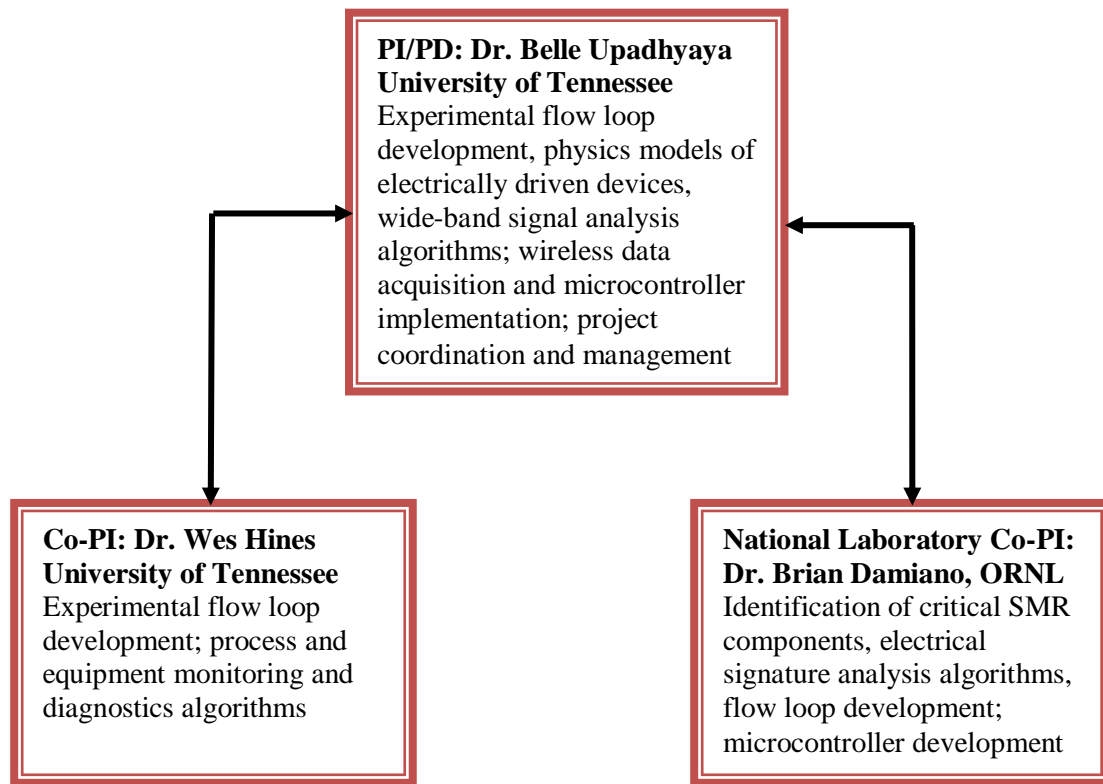 PI/PD: Dr. Belle Upadhyaya
University of Tennessee
Experimental flow loop
development, physics models of
electrically driven devices,
wide-band signal analysis
algorithms; wireless data
acquisition and microcontroller
implementation; project
coordination and management
Co-PI: Dr. Wes Hines
University of Tennessee
Experimental flow loop
development; process and
equipment monitoring and
diagnostics algorithms
National Laboratory Co-PI:
Dr. Brian Damiano, ORNL
Identification of critical SMR
components, electrical
signature analysis algorithms,
flow loop development;
microcontroller development